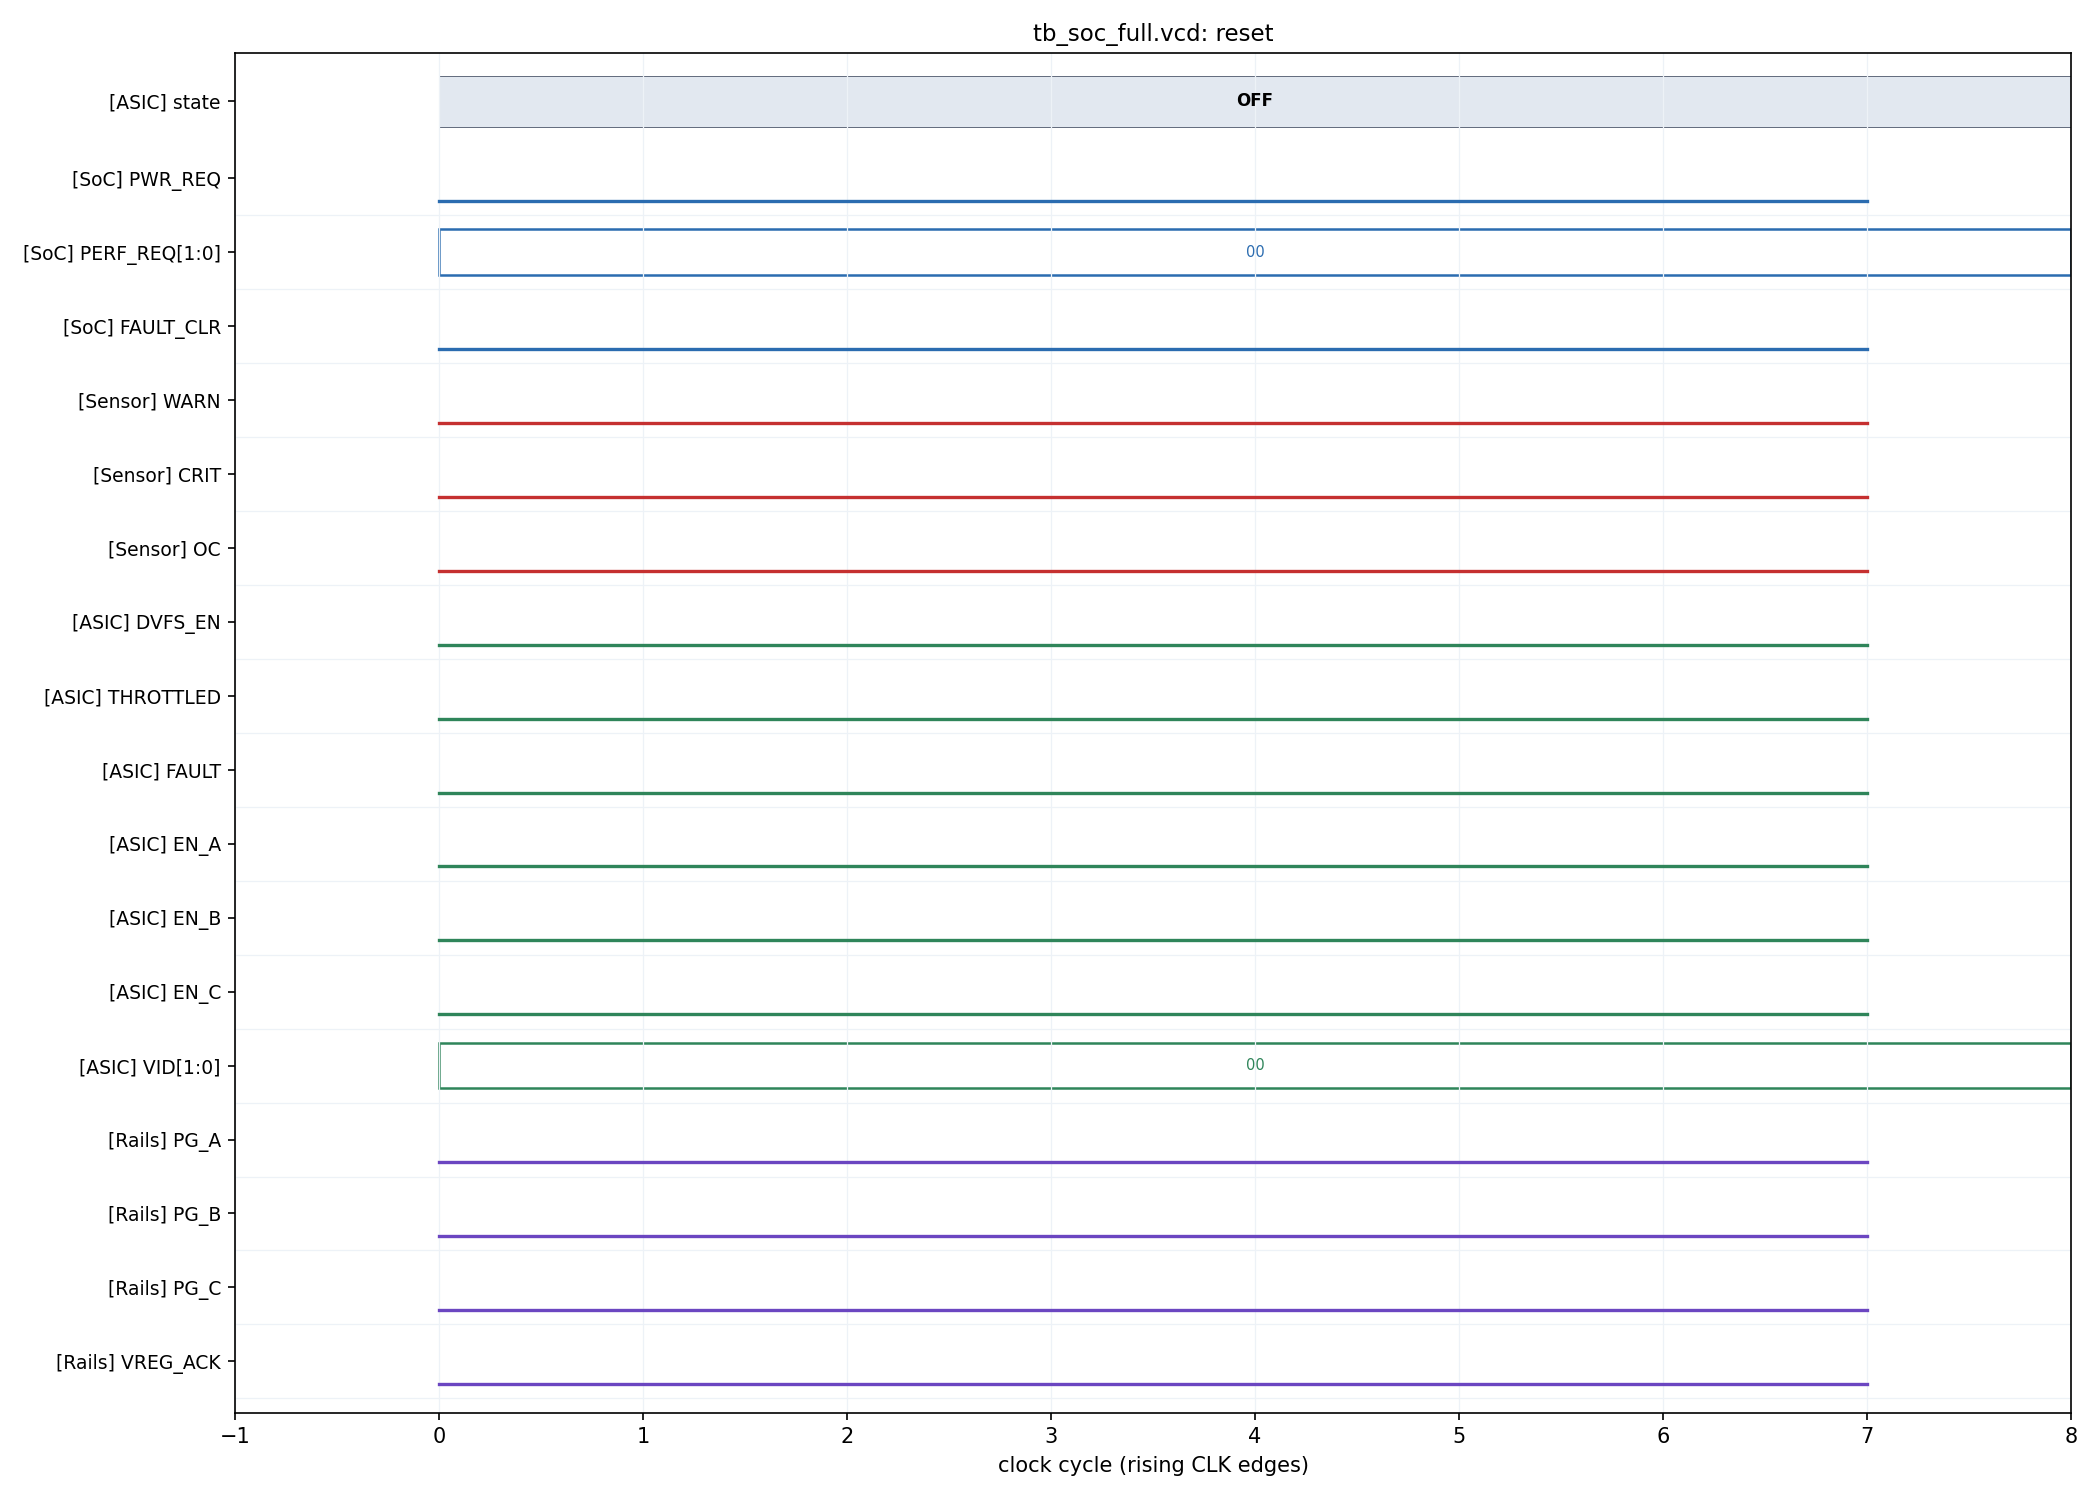 tb_soc_full.vcd: reset
[ASIC] state
OFF
[SoC] PWR_REQ
[SoC] PERF_REQ[1:0]
00
[SoC] FAULT_CLR
[Sensor] WARN
[Sensor] CRIT
[Sensor] OC
[ASIC] DVFS_EN
[ASIC] THROTTLED
[ASIC] FAULT
[ASIC] EN_A
[ASIC] EN_B
[ASIC] EN_C
[ASIC] VID[1:0]
00
[Rails] PG_A
[Rails] PG_B
[Rails] PG_C
[Rails] VREG_ACK
−1 0 1 2 3 4 5 6 7 8
clock cycle (rising CLK edges)